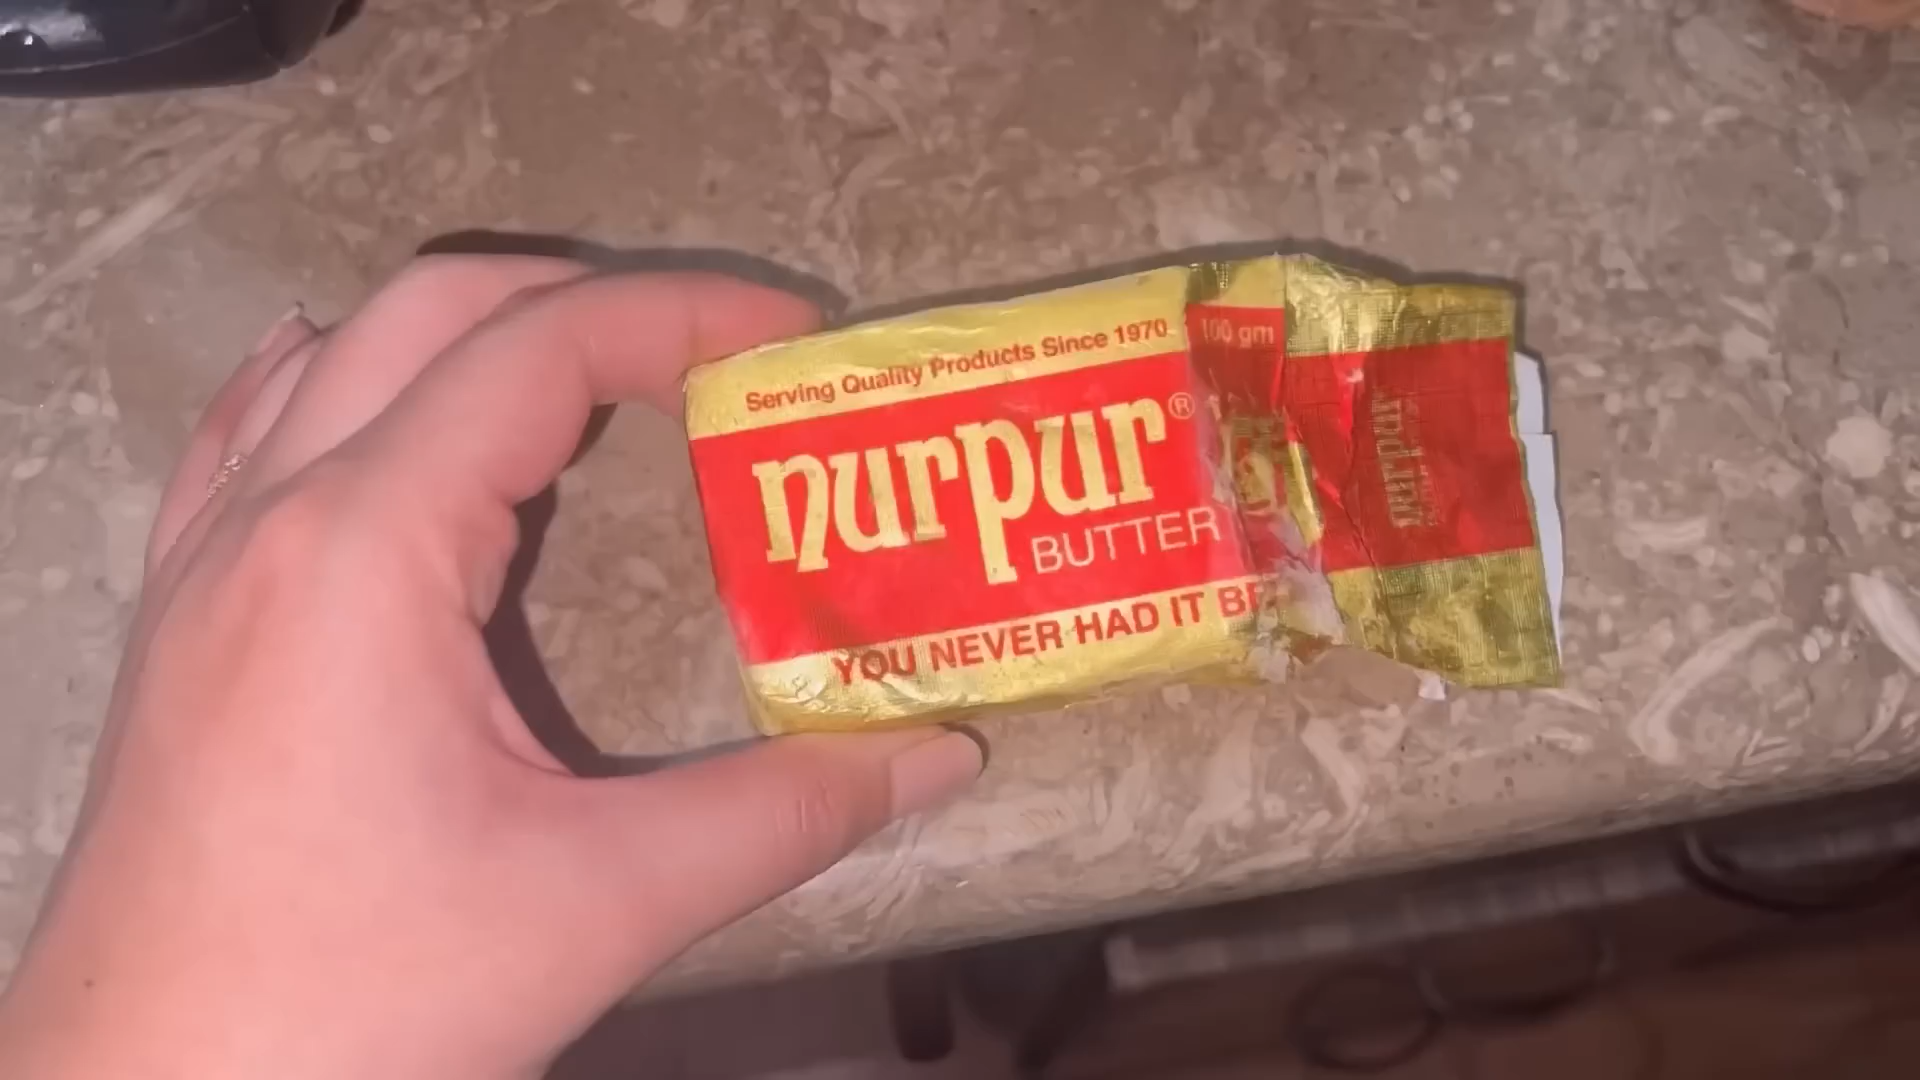 Serving Quality Products Since 1970
100 gm
nurpur®
BUTTER
YOU NEVER HAD IT BE
nurpur